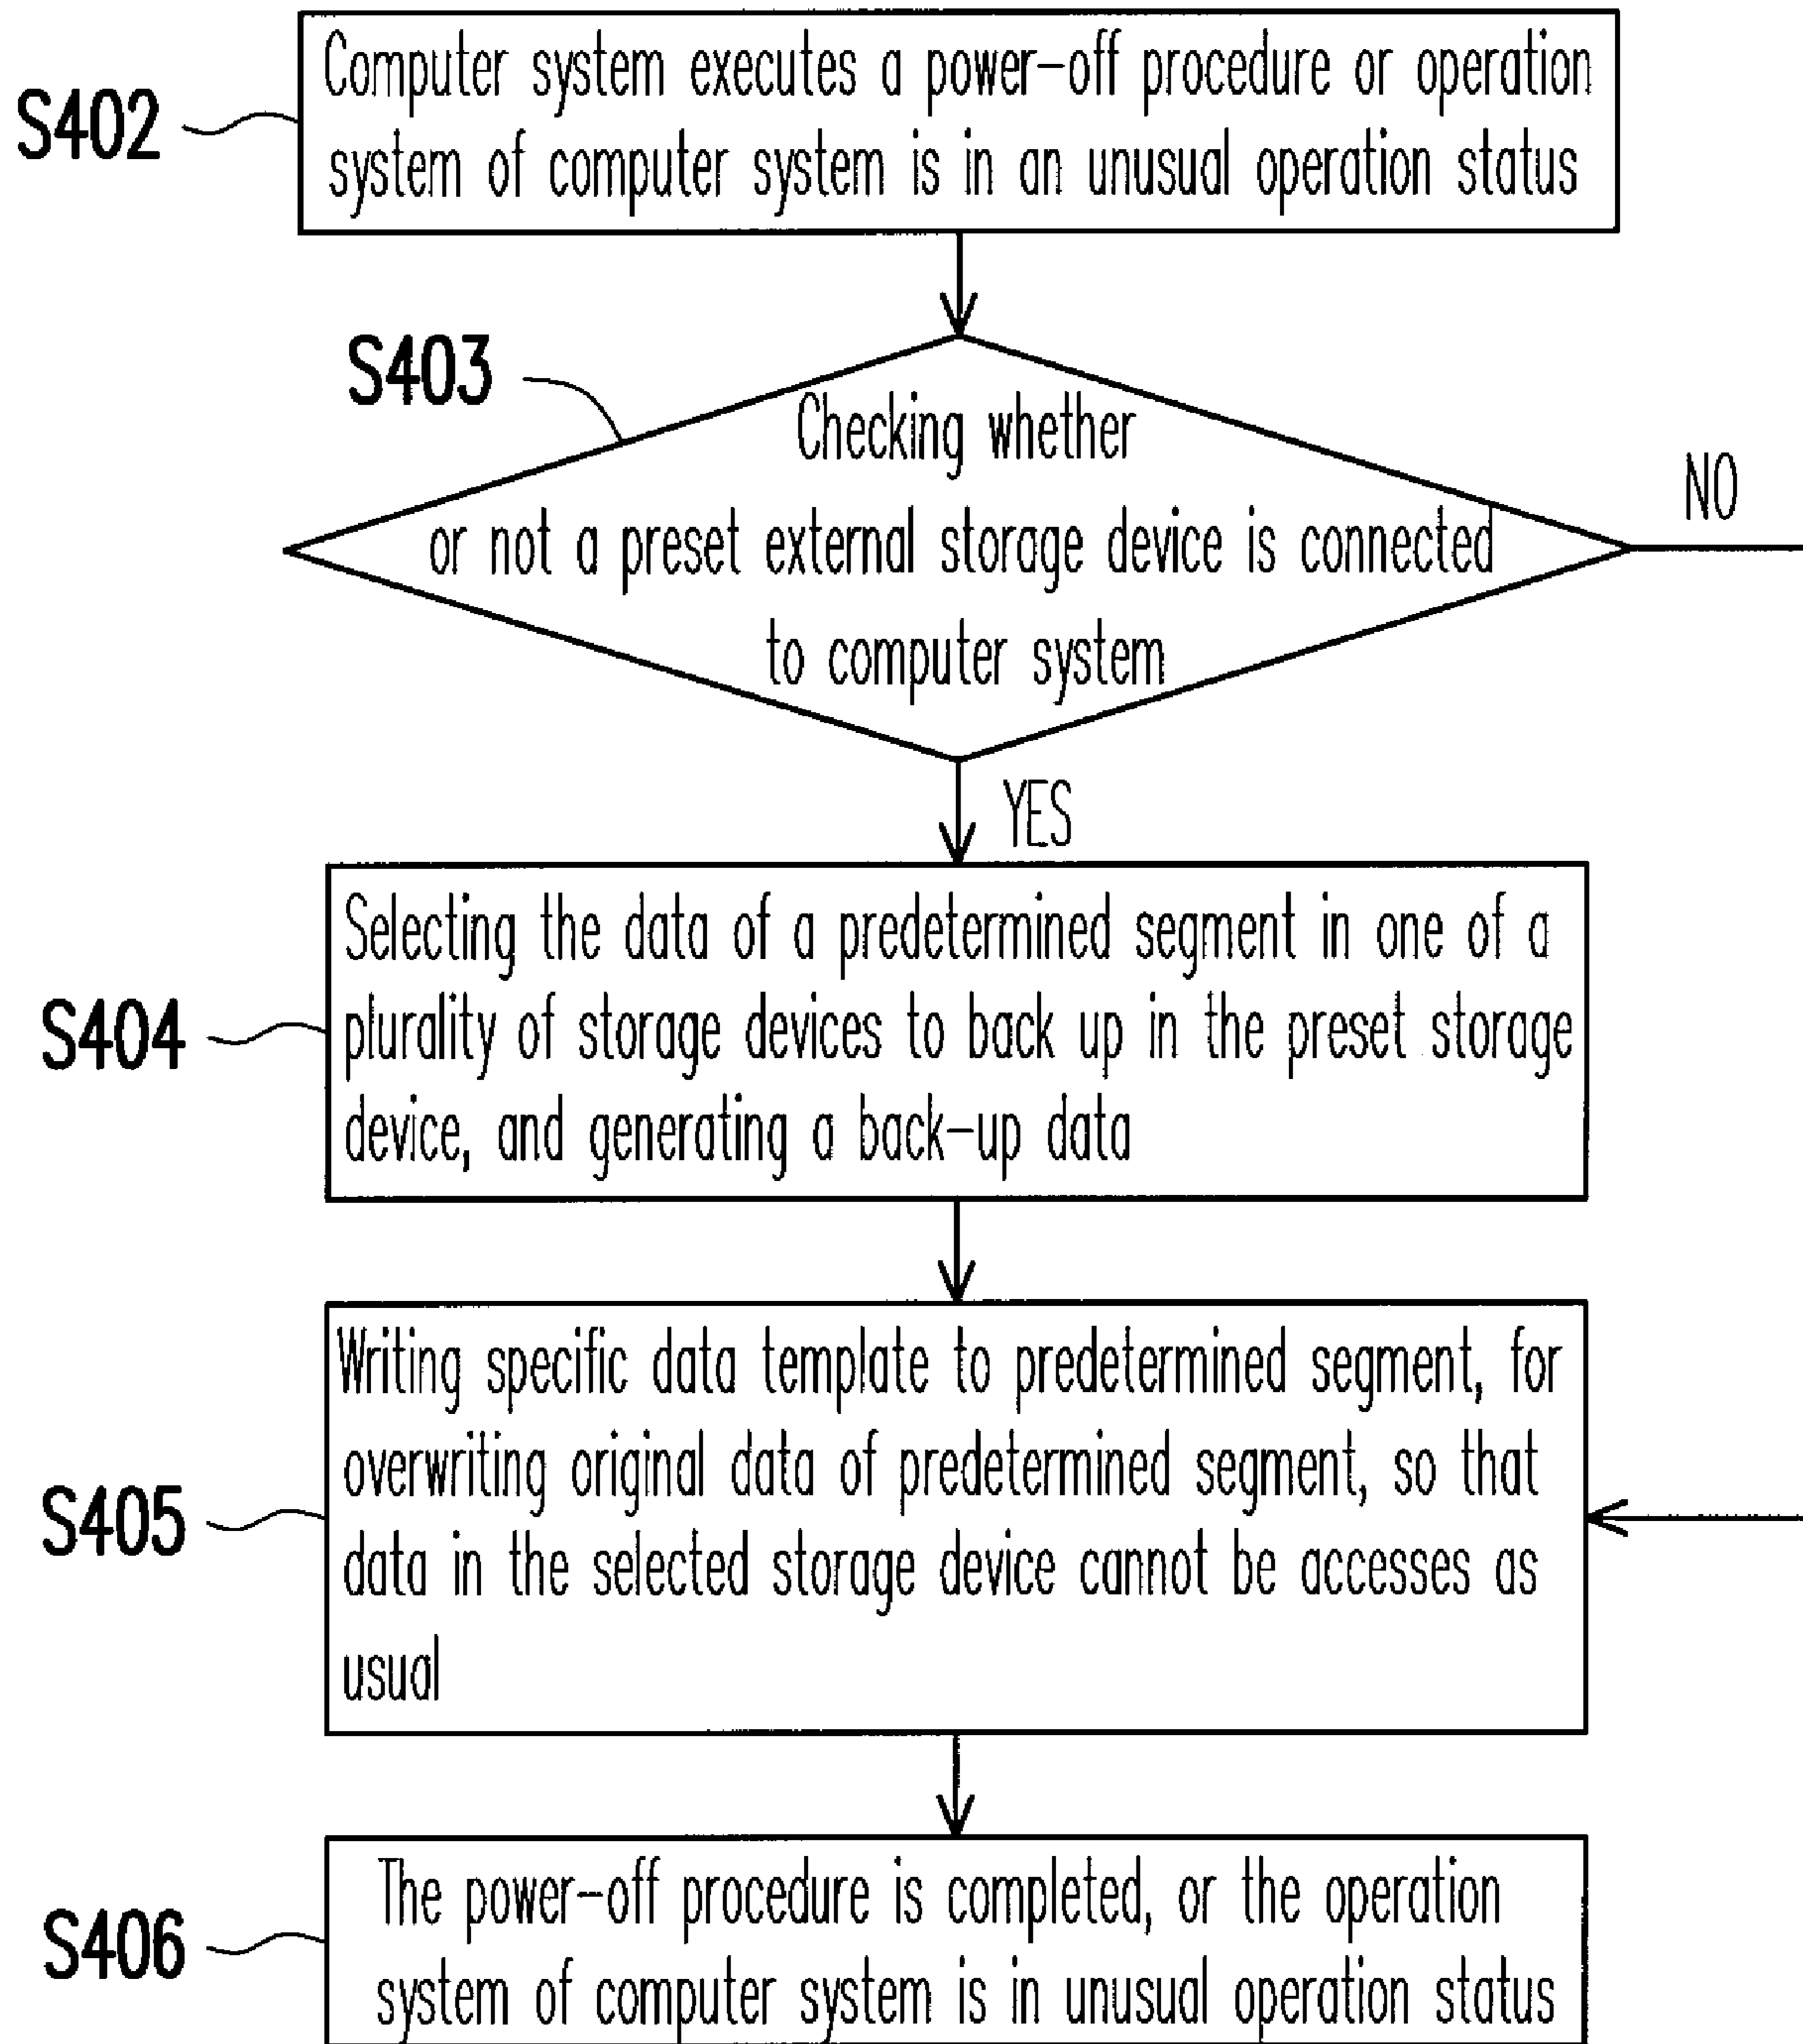 Computer system executes a power-off procedure or operation
S402
system of computer system is in an unusual operation status
S403
Checking whether
NO
or not a preset external storage device is connected
to computer system
YES
Selecting the data of a predetermined segment in one of a
S404
plurality of storage devices to back up in the preset storage
device, and generating a back-up data
Writing specific data template to predetermined segment, for
overwriting original data of predetermined segment, so that
S405
data in the selected storage device cannot be accesses as
usual
The power-off procedure is completed, or the operation
S406
system of computer system is in unusual operation status